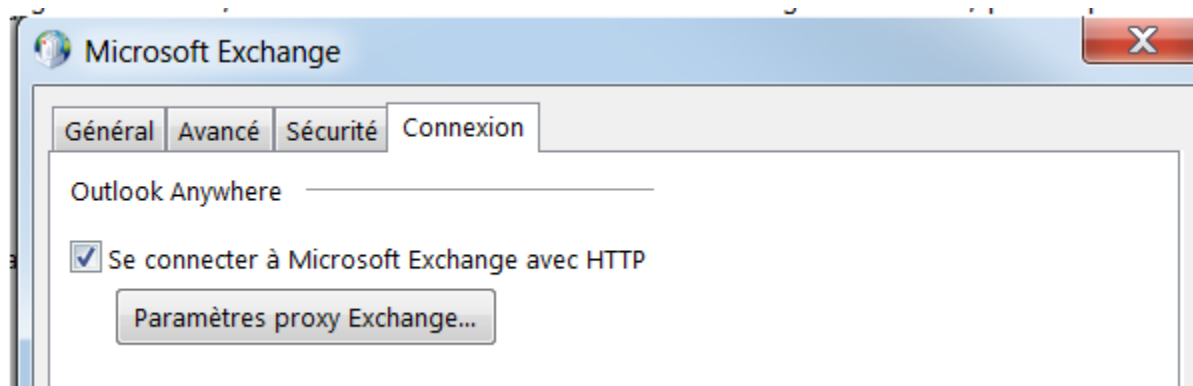 Microsoft Exchange
Général Avancé Sécurité Connexion
Outlook Anywhere
Se connecter à Microsoft Exchange avec HTTP
Paramètres proxy Exchange...